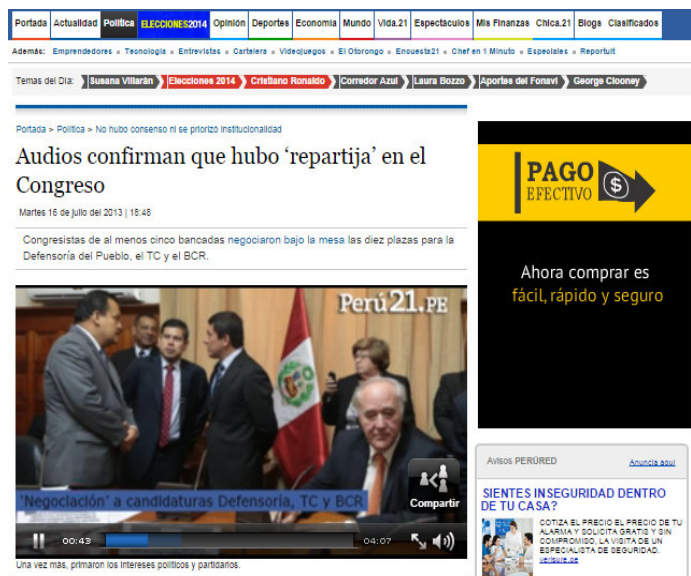 Portada Actualidad Política ELECCIONES2014 Opinión Deportes Economía Mundo Vida.21 Espectáculos Mis Finanzas Chica.21 Blogs Clasificados
Además: Emprendedores Tecnología Entrevistas Cartelera Videojuegos El Otorongo Encuesta21 Chef en 1 Minuto Especiales Reportuit
Temas del Día: Susana Villarán Elecciones 2014 Cristiano Ronaldo Corredor Azul Laura Bozzo Aportes del Fonavi George Clooney
Portada > Política > No hubo consenso ni se priorizó institucionalidad
Audios confirman que hubo ‘repartija’ en el
Congreso
Martes 16 de julio del 2013 | 18:48
Congresistas de al menos cinco bancadas negociaron bajo la mesa las diez plazas para la
Defensoría del Pueblo, el TC y el BCR.
Perú21.PE
'Negociación' a candidaturas Defensoría, TC y BCR
Compartir
00:43
04:07
Una vez más, primaron los intereses políticos y partidarios.
PAGO
EFECTIVO
$
Ahora comprar es
fácil, rápido y seguro
Avisos PERÚRED
Anuncia aquí
SIENTES INSEGURIDAD DENTRO
DE TU CASA?
COTIZA EL PRECIO EL PRECIO DE TU
ALARMA Y SOLICITA GRATIS Y SIN
COMPROMISO, LA VISITA DE UN
ESPECIALISTA DE SEGURIDAD.
verisure.pe